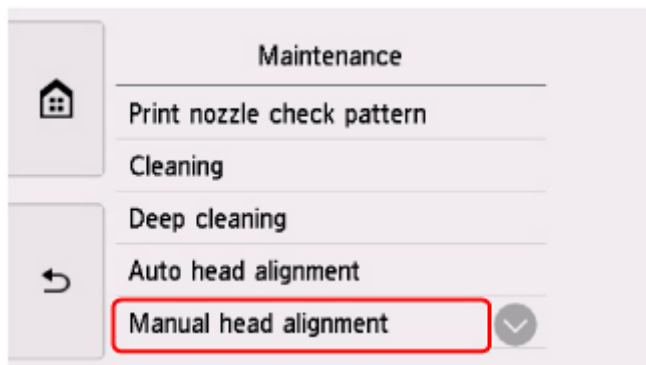 Maintenance
Print nozzle check pattern
Cleaning
Deep cleaning
Auto head alignment
Manual head alignment